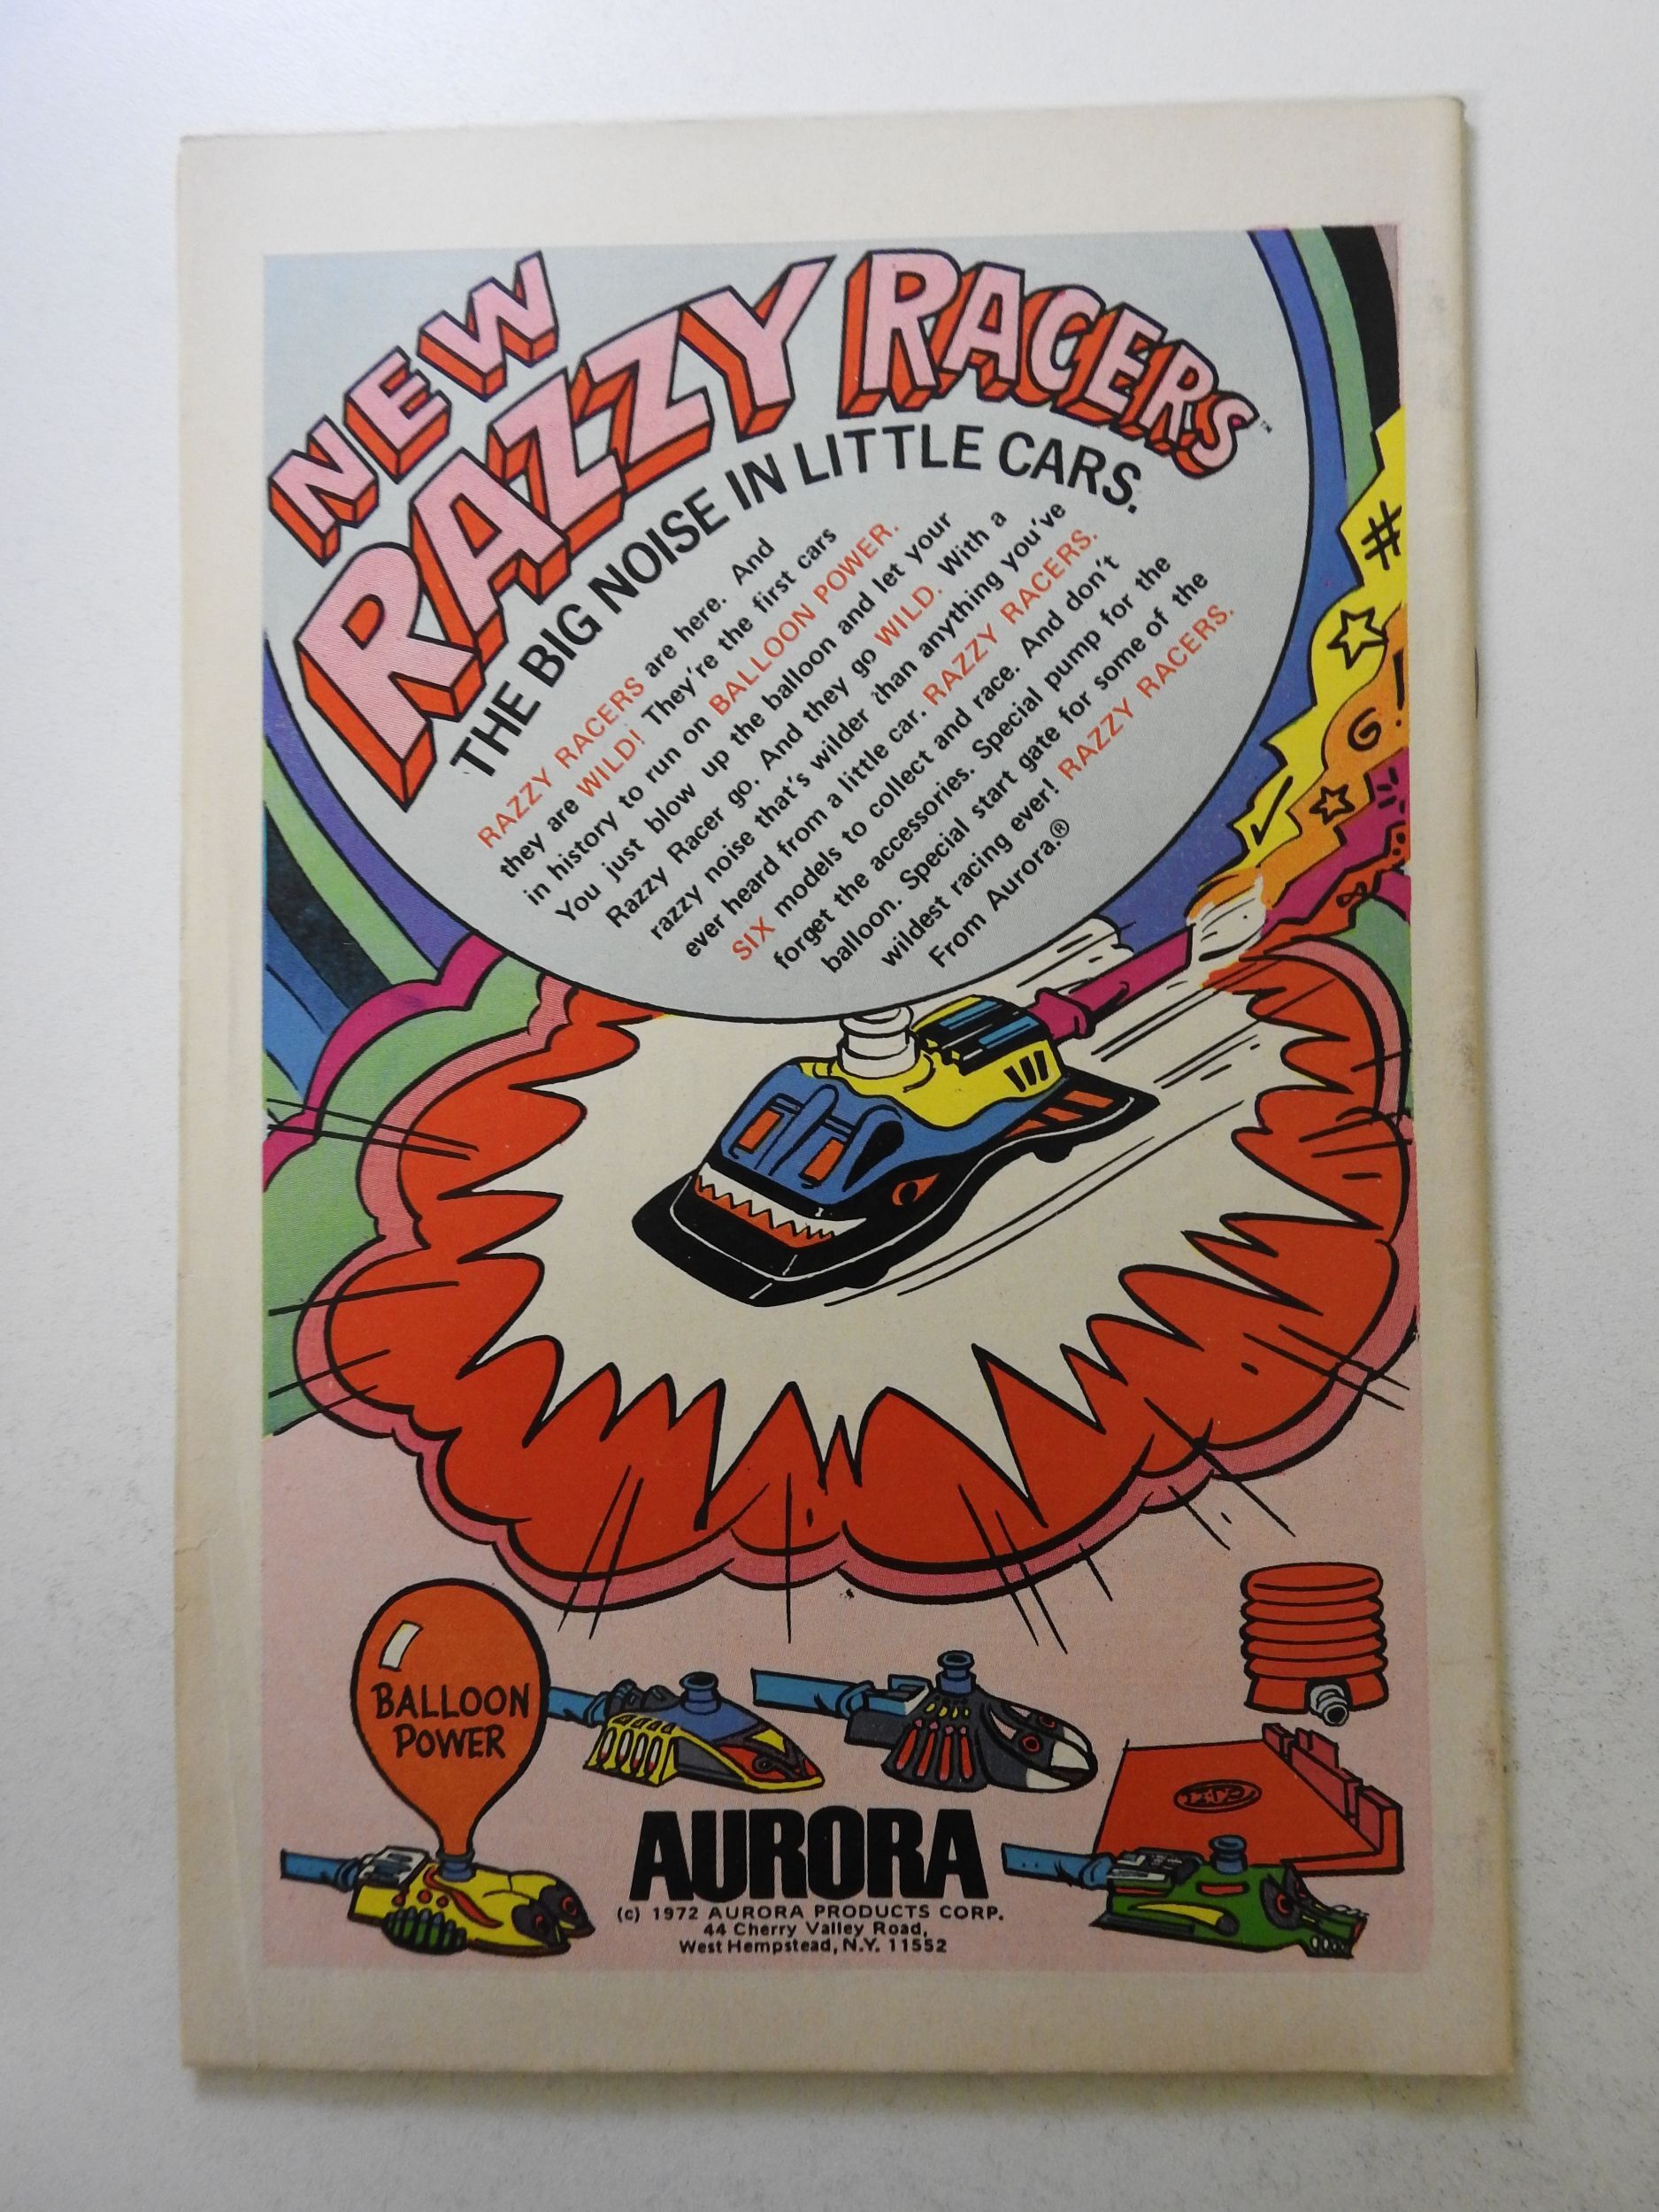 NEW
RAZZY RACERS™
THE BIG NOISE IN LITTLE CARS.
RAZZY RACERS are here. And
they are WILD! They're the first cars
in history to run on BALLOON POWER.
You just blow up the balloon and let your
Razzy Racer go. And they go WILD. With a
razzy noise that's wilder than anything you've
ever heard from a little car. RAZZY RACERS.
SIX models to collect and race. And don't
forget the accessories. Special pump for the
balloon. Special start gate for some of the
wildest racing ever! RAZZY RACERS.
From Aurora.®
#
G!
BALLOON
POWER
AURORA
(c) 1972 AURORA PRODUCTS CORP.
44 Cherry Valley Road,
West Hempstead, N.Y. 11552